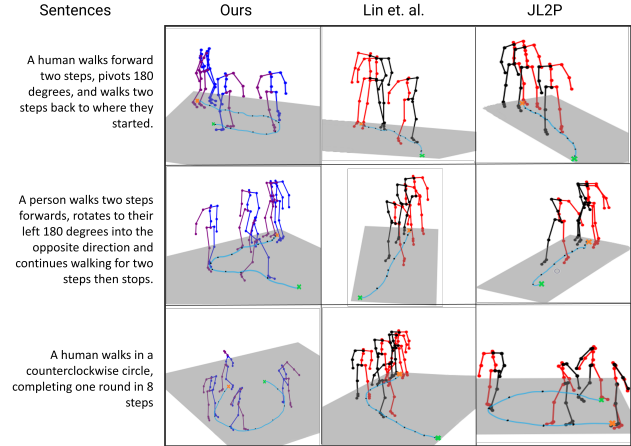 Sentences Ours Lin et. al. JL2P
A human walks forward
two steps, pivots 180
degrees, and walks two
steps back to where they
started.
A person walks two steps
forwards, rotates to their
left 180 degrees into the
opposite direction and
continues walking for two
steps then stops.
A human walks in a
counterclockwise circle,
completing one round in 8
steps